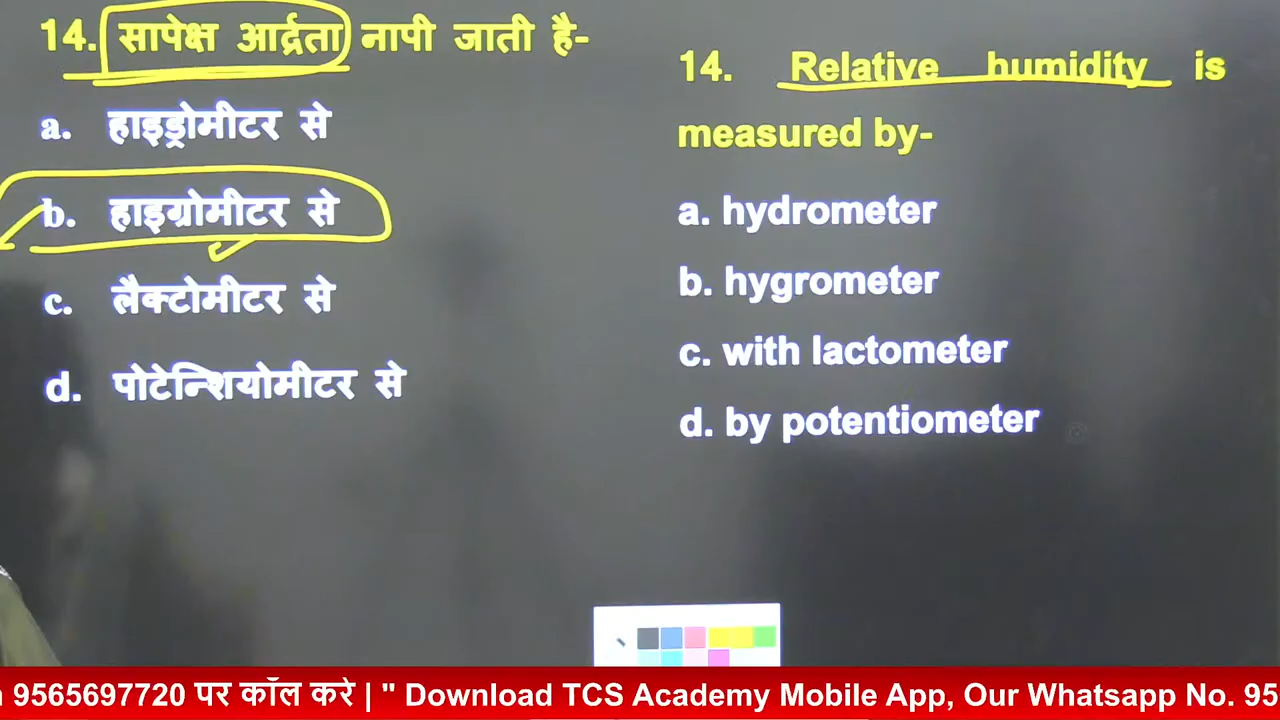 14. सापेक्ष आर्द्रता नापी जाती है-
a. हाइड्रोमीटर से
b. हाइग्रोमीटर से
c. लैक्टोमीटर से
d. पोटेन्शियोमीटर से
14. Relative humidity is
measured by-
a. hydrometer
b. hygrometer
c. with lactometer
d. by potentiometer
9565697720 पर कॉल करे | " Download TCS Academy Mobile App, Our Whatsapp No. 95